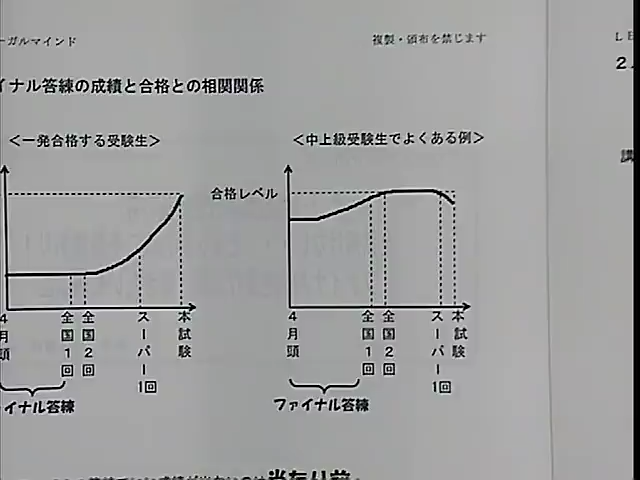 ーガルマインド
複製・頒布を禁じます
LE
2.
イナル答練の成績と合格との相関関係
＜一発合格する受験生＞
＜中上級受験生でよくある例＞
講
合格レベル
4月頭
全国1回
全国2回
スーパー1回
本試験
4月頭
全国1回
全国2回
スーパー1回
本試験
イナル答練
ファイナル答練
当たり前